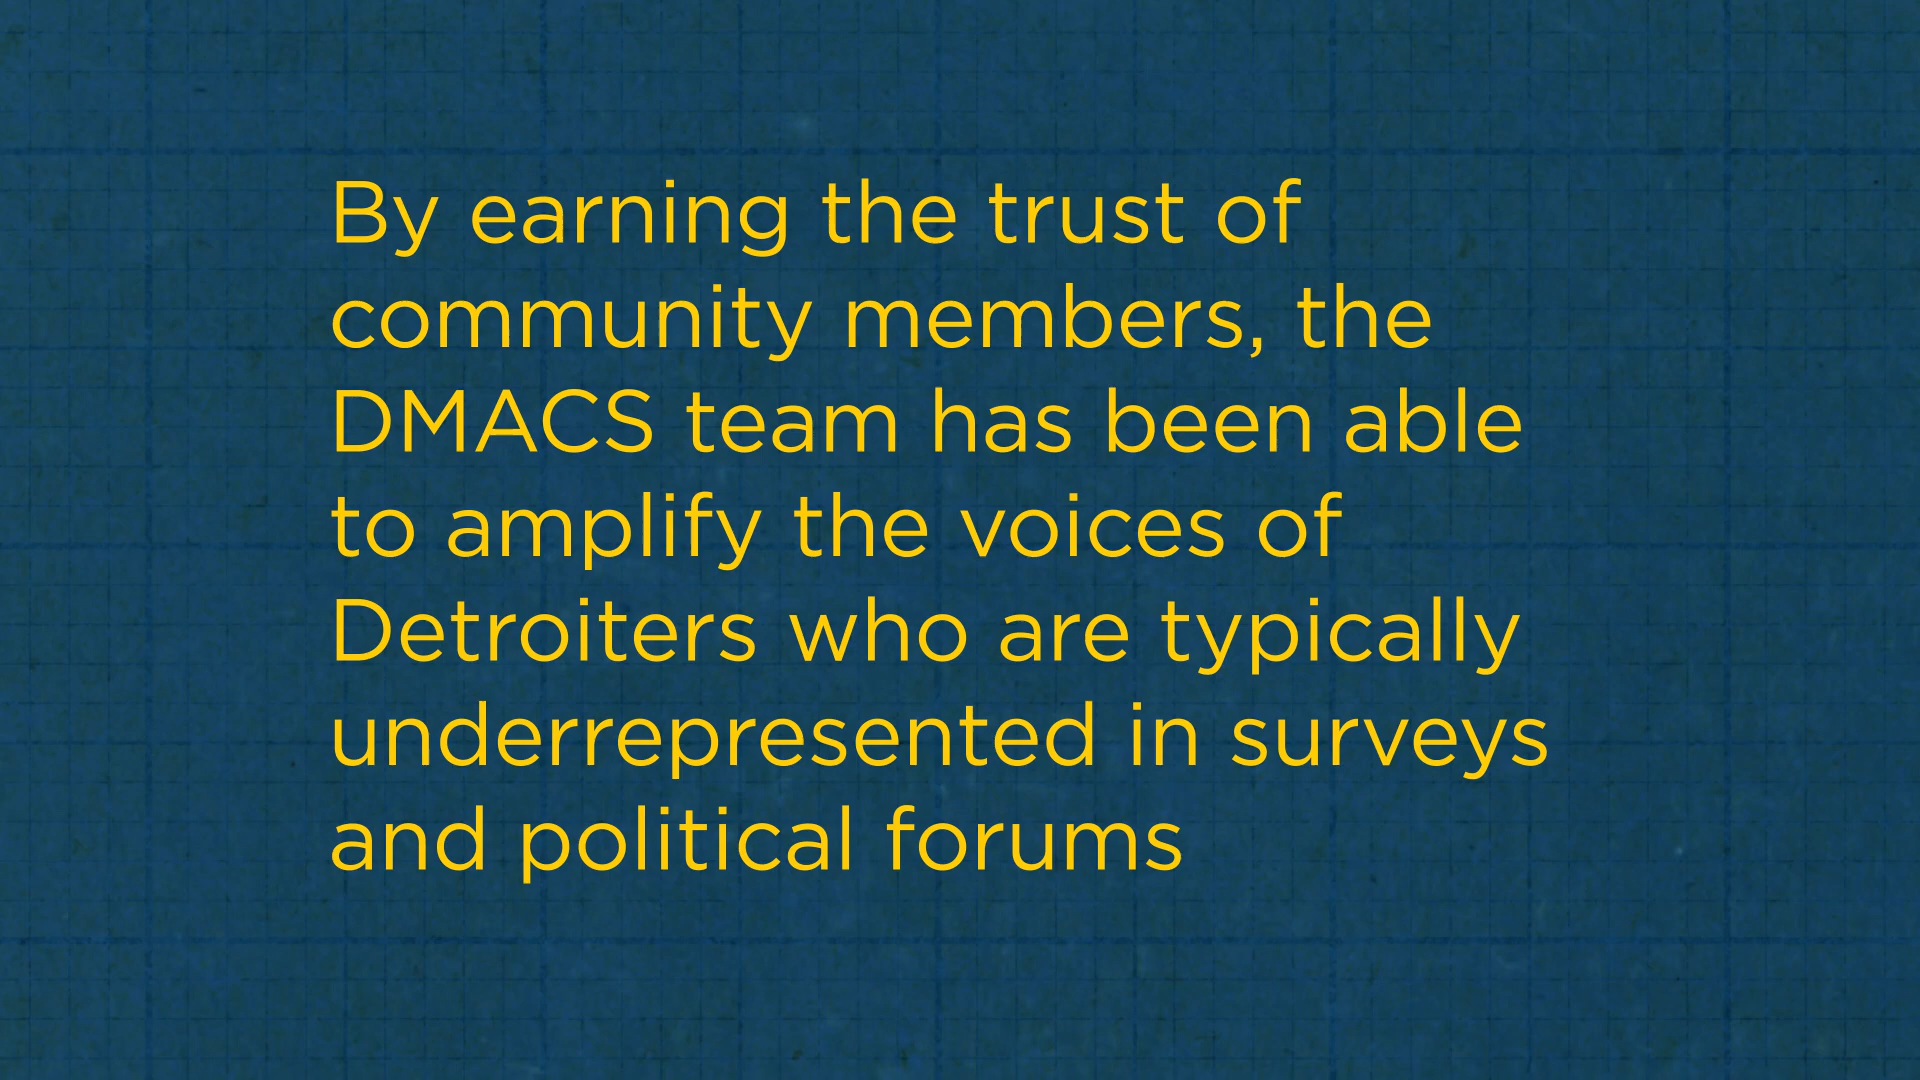 By earning the trust of
community members, the
DMACS team has been able
to amplify the voices of
Detroiters who are typically
underrepresented in surveys
and political forums